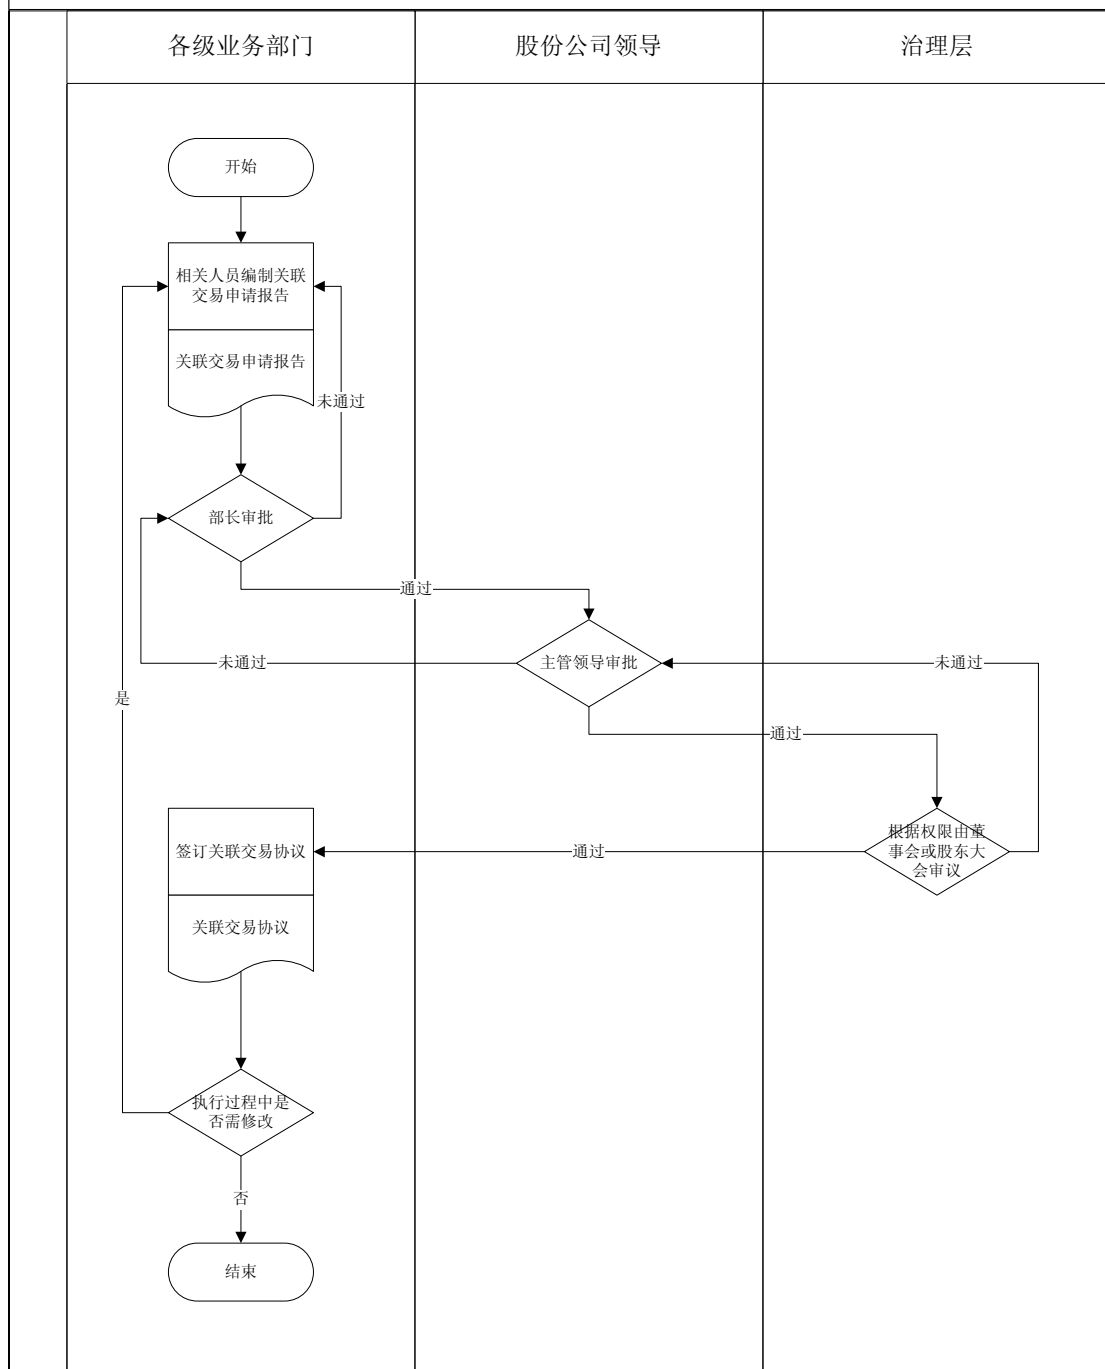 各级业务部门
股份公司领导
治理层
开始
相关人员编制关联
交易申请报告
关联交易申请报告
未通过
部长审批
通过
未通过
主管领导审批
未通过
是
通过
签订关联交易协议
通过
根据权限由董
事会或股东大
会审议
关联交易协议
执行过程中是
否需修改
否
结束